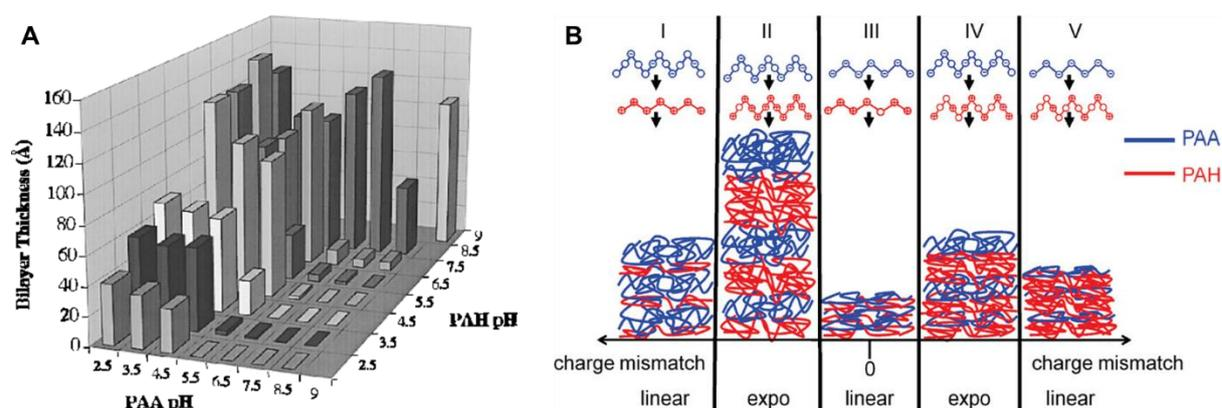 A
160
140
120
100
80
60
40
20
0
Bilayer Thickness (Å)
2.5
3.5
4.5
5.5
6.5
7.5
8.5
9
PAA pH
2.5
3.5
4.5
5.5
6.5
7.5
8.5
9
PAH pH
B
I II III IV V
PAA
PAH
charge mismatch 0 charge mismatch
linear expo linear expo linear